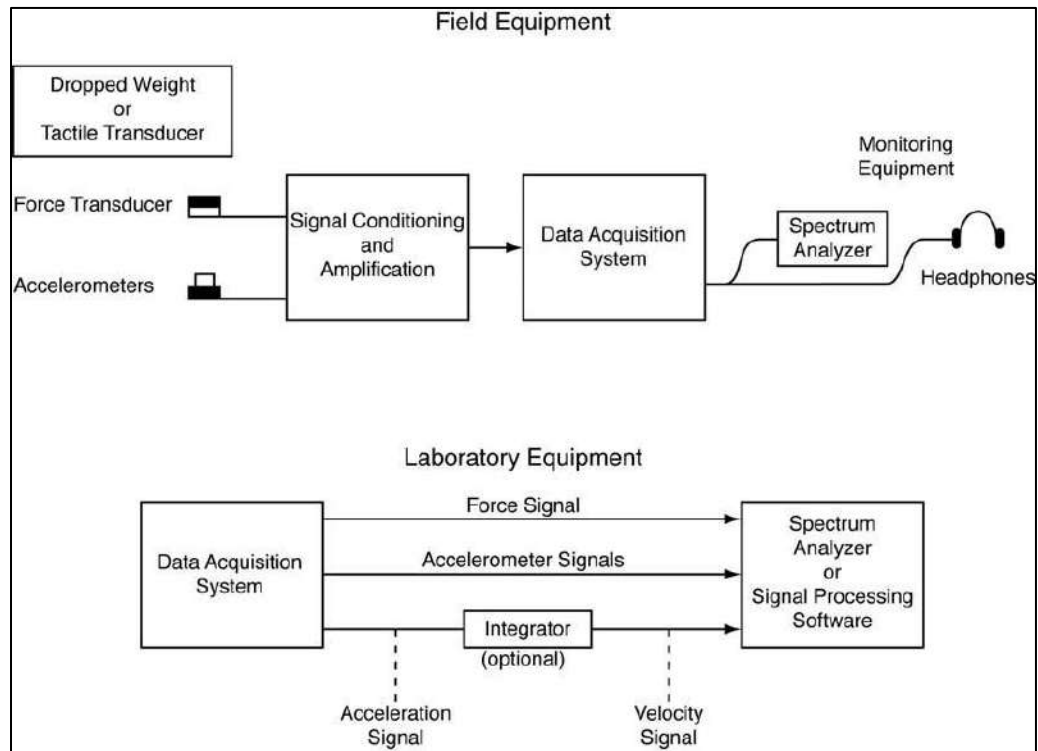 Field Equipment
Dropped Weight
or
Tactile Transducer
Monitoring
Equipment
Force Transducer
Signal Conditioning
and
Amplification
Data Acquisition
System
Spectrum
Analyzer
Accelerometers
Headphones
Laboratory Equipment
Force Signal
Data Acquisition
System
Accelerometer Signals
Spectrum
Analyzer
or
Signal Processing
Software
Integrator
(optional)
Acceleration
Signal
Velocity
Signal